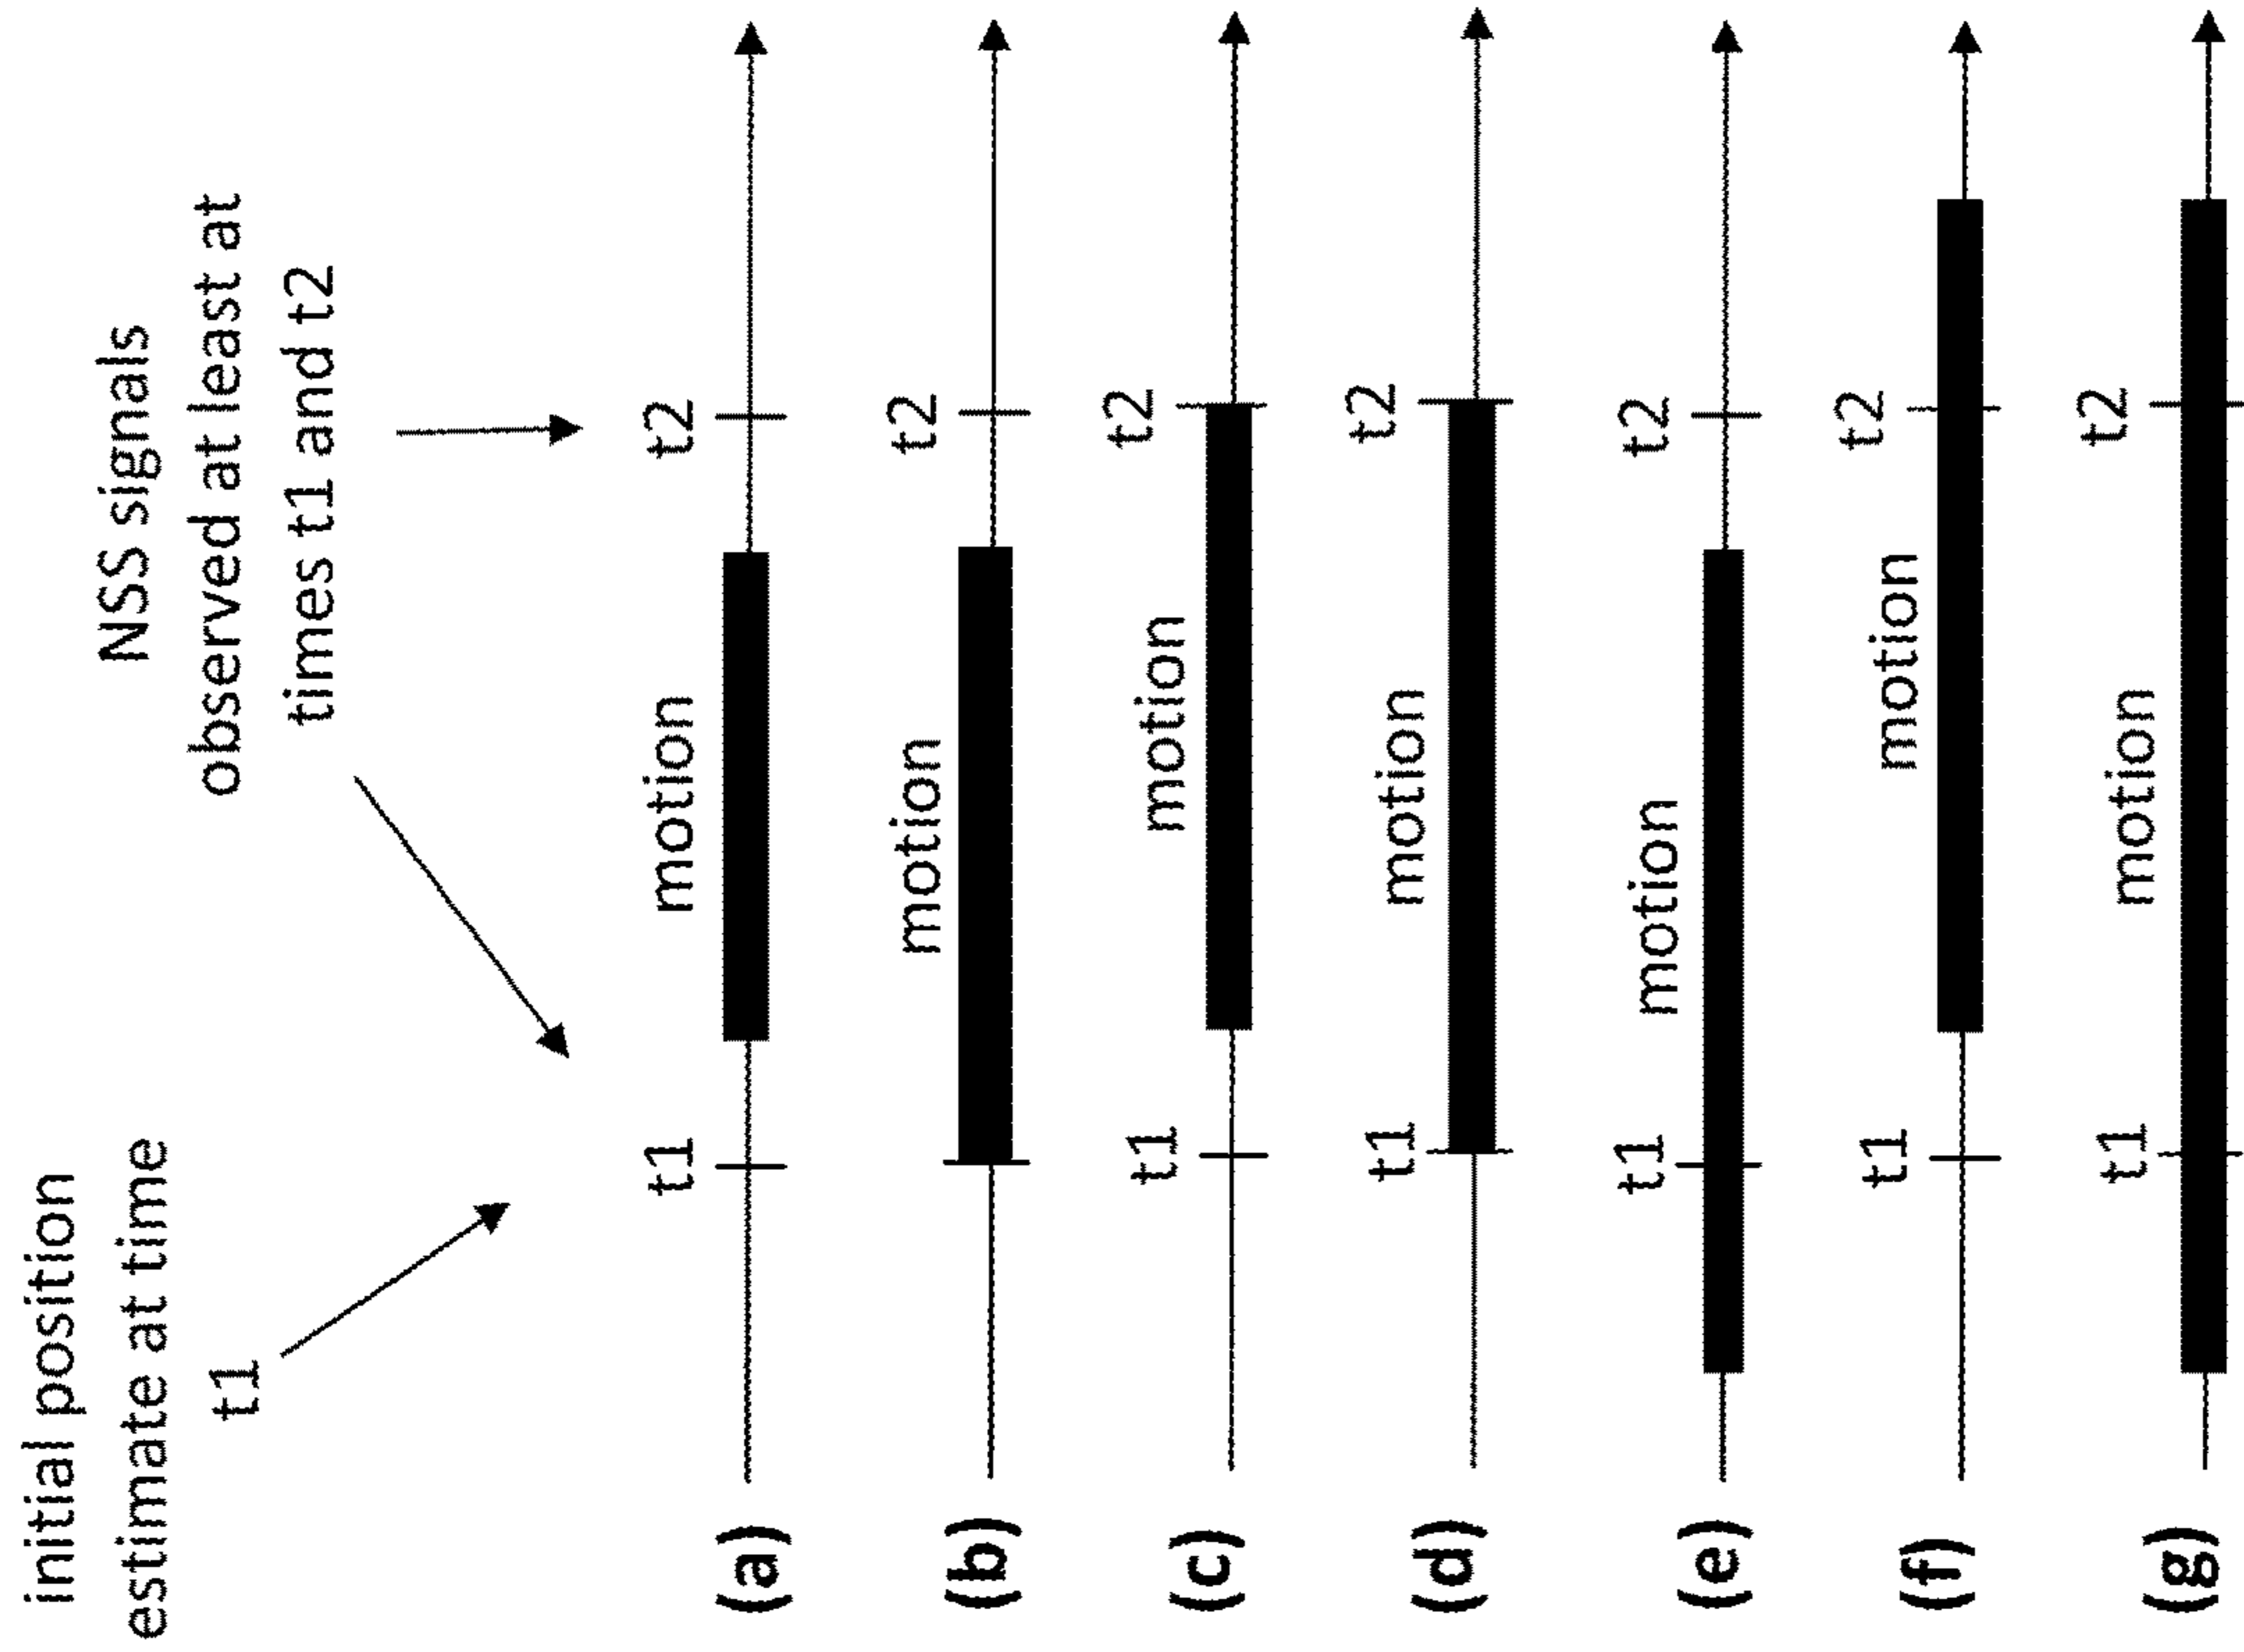 initial position
estimate at time
t1
NSS signals
observed at least at
times t1 and t2
(a) t1 motion t2
(b) motion t2
(c) t1 motion t2
(d) t1 motion t2
(e) t1 motion t2
(f) t1 motion t2
(g) t1 motion t2